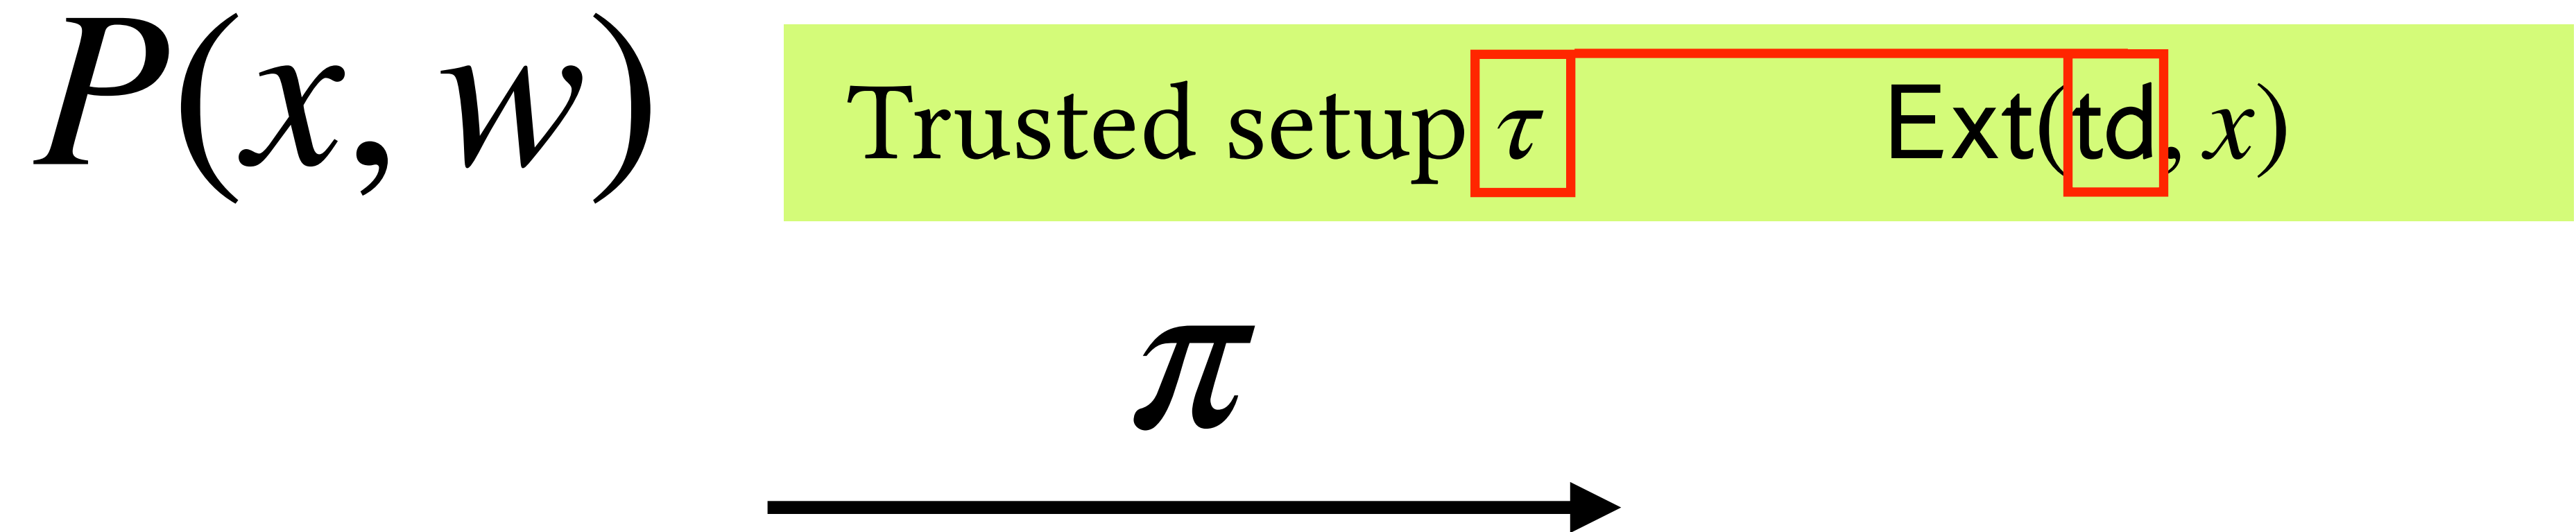 P(x, w)
Trusted setup τ Ext(td, x)
π